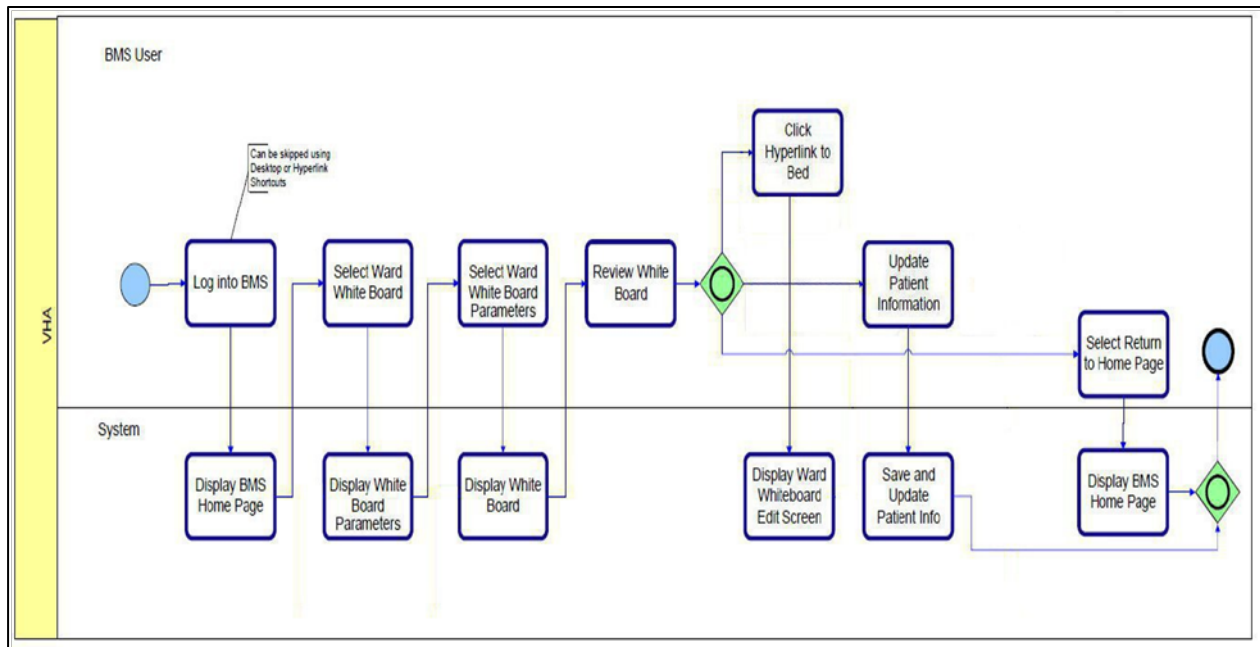 VHA
BMS User
Can be skipped using
Desktop or Hyperlink
Shortcuts
Log into BMS
Select Ward
White Board
Select Ward
White Board
Parameters
Review White
Board
Click
Hyperlink to
Bed
Update
Patient
Information
Select Return
to Home Page
System
Display BMS
Home Page
Display White
Board
Parameters
Display White
Board
Display Ward
Whiteboard
Edit Screen
Save and
Update
Patient Info
Display BMS
Home Page